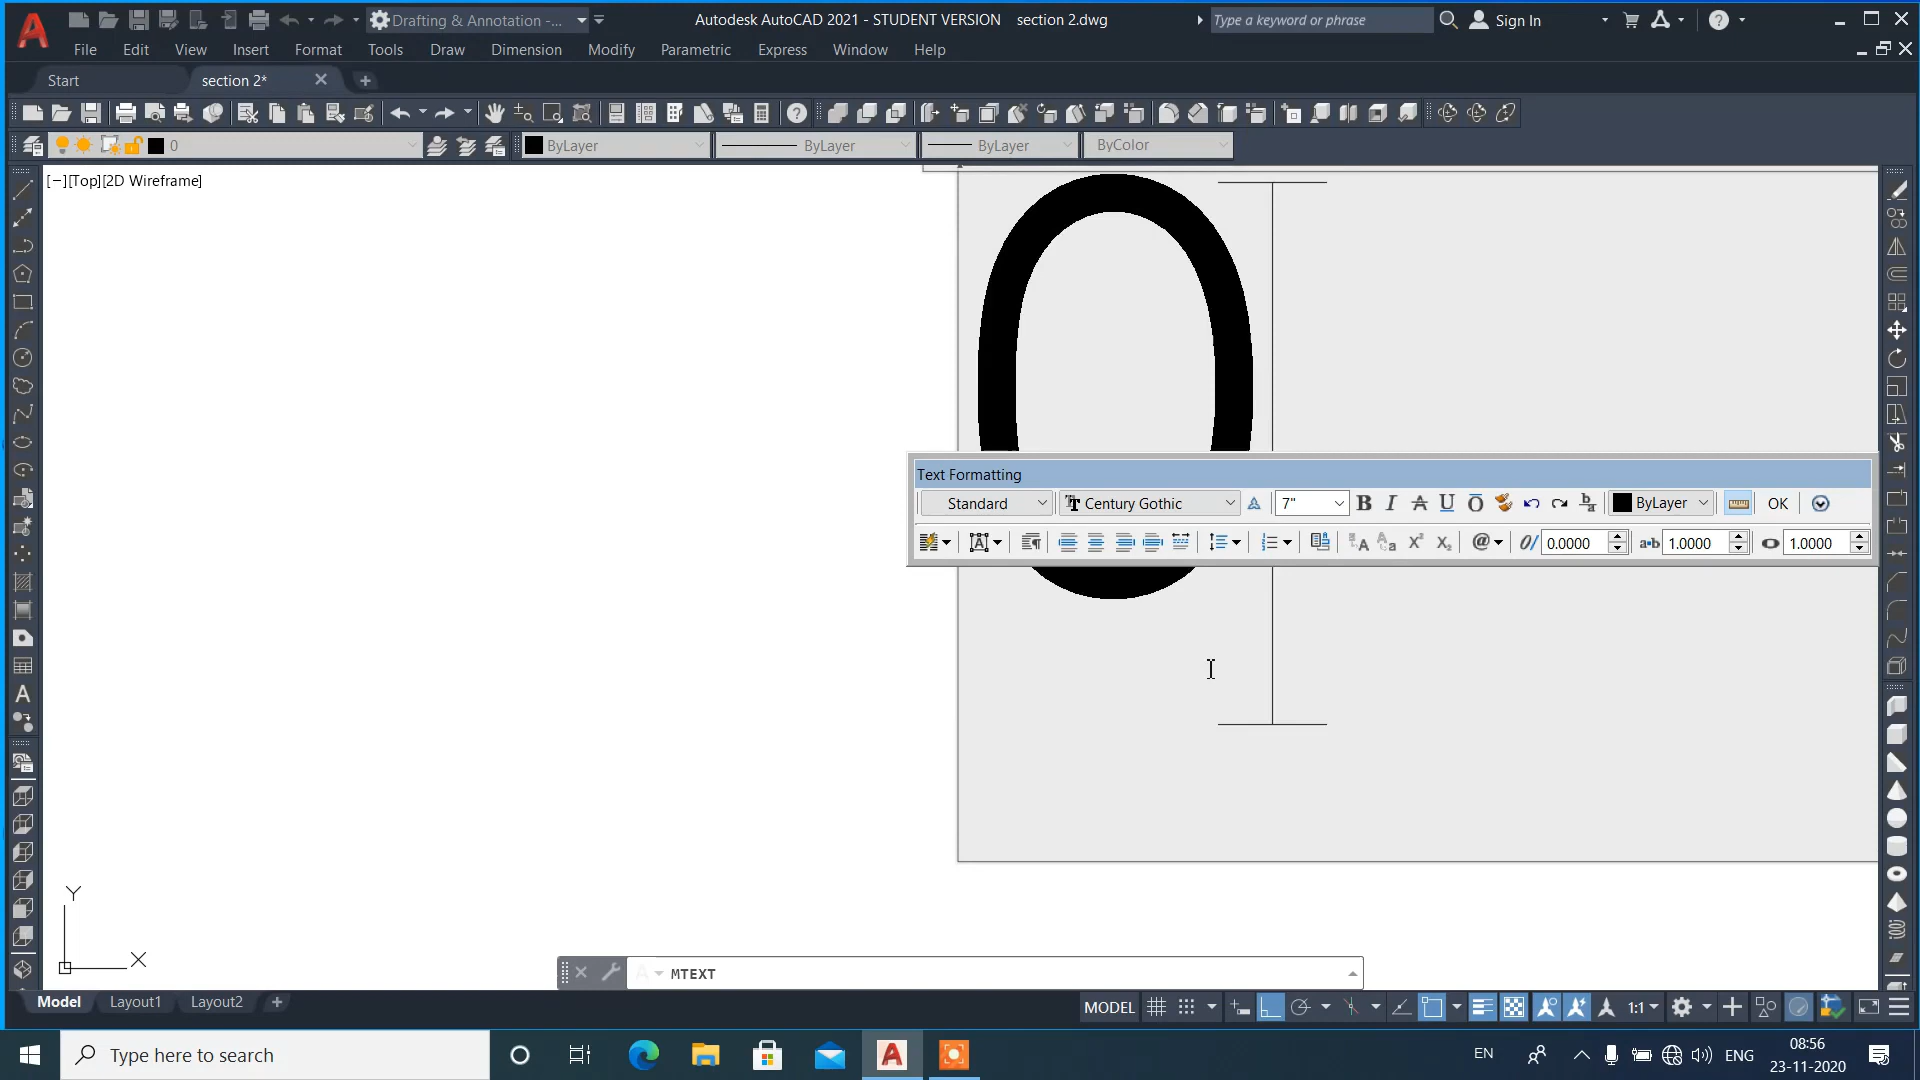 Drafting & Annotation -... Autodesk AutoCAD 2021 - STUDENT VERSION section 2.dwg Type a keyword or phrase Sign In
File Edit View Insert Format Tools Draw Dimension Modify Parametric Express Window Help
Start section 2*
0 ByLayer ByLayer ByLayer ByColor
[−][Top][2D Wireframe]
0
Text Formatting
Standard Century Gothic 7" B I A U O ByLayer OK
@ 0/ 0.0000 a•b 1.0000 1.0000
A
Y
X
MTEXT
Model Layout1 Layout2 MODEL 1:1
Type here to search EN ENG 08:56
23-11-2020